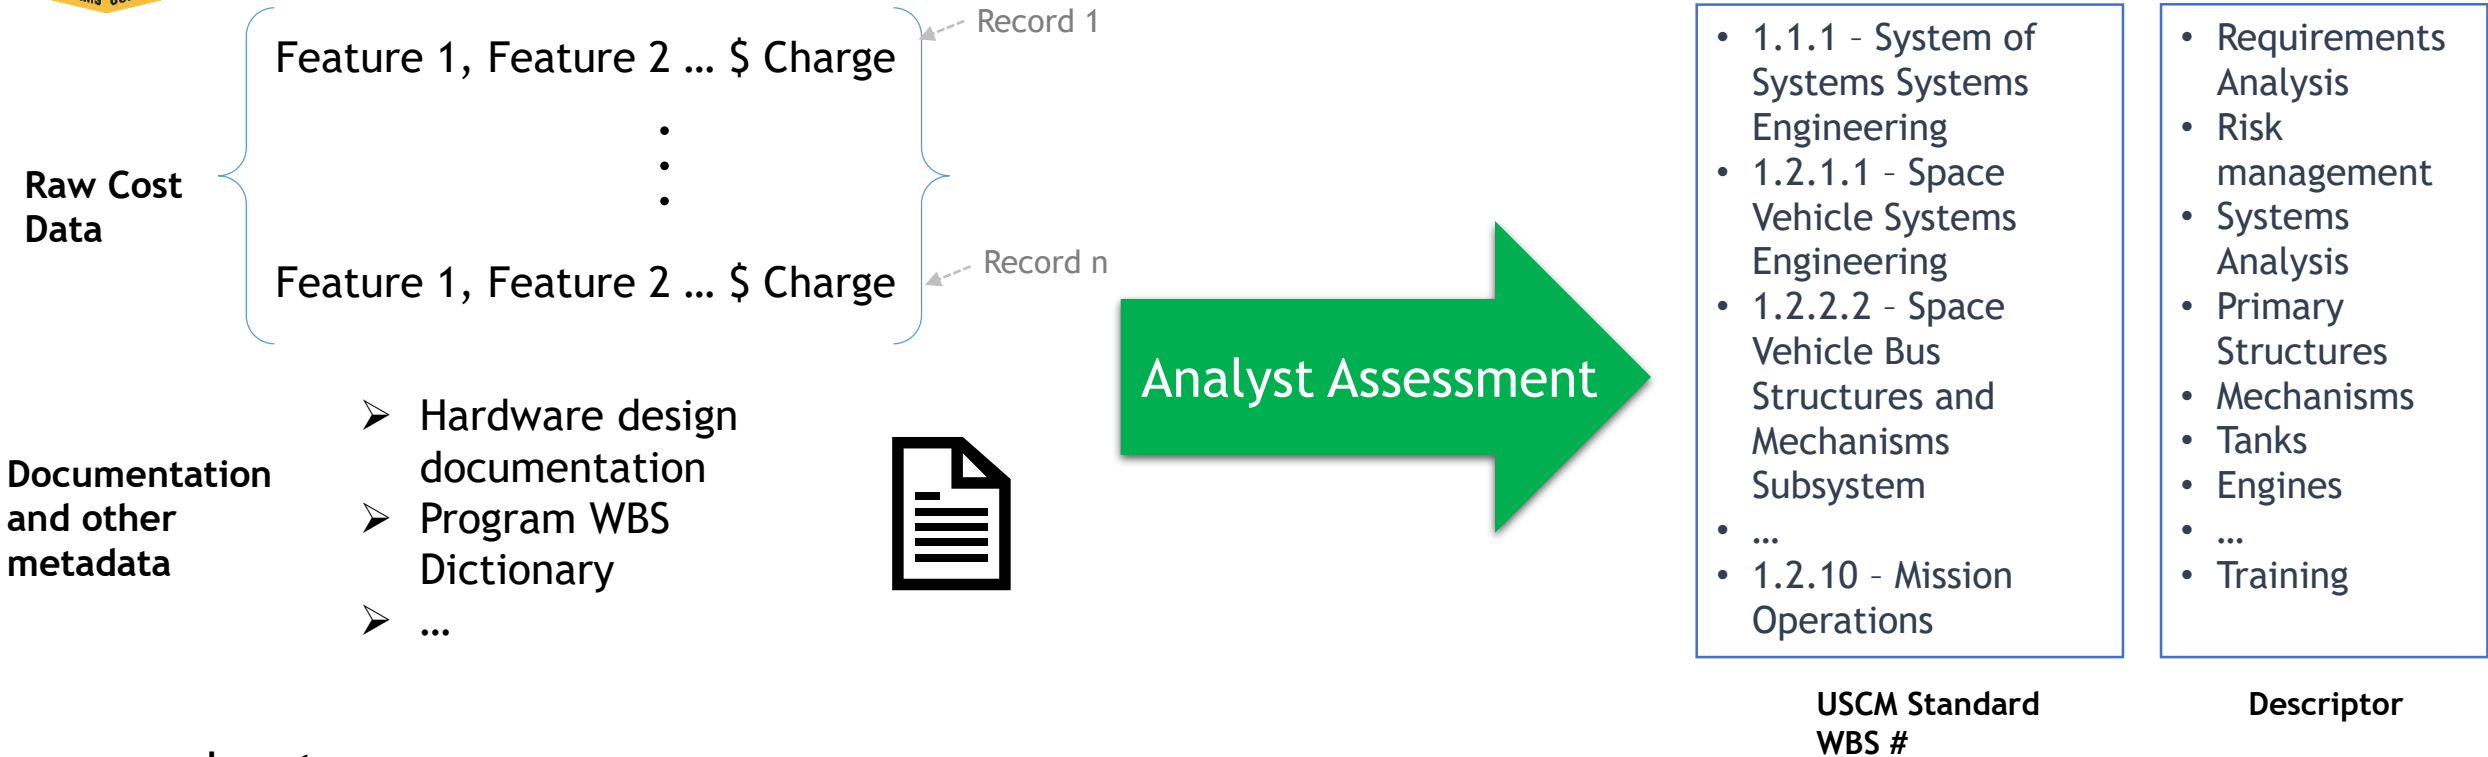 Record 1
Feature 1, Feature 2 … $ Charge
Raw Cost
Data
Record n
Feature 1, Feature 2 … $ Charge
Documentation
and other
metadata
➢ Hardware design
documentation
➢ Program WBS
Dictionary
➢ …
Analyst Assessment
• 1.1.1 – System of
Systems Systems
Engineering
• 1.2.1.1 – Space
Vehicle Systems
Engineering
• 1.2.2.2 – Space
Vehicle Bus
Structures and
Mechanisms
Subsystem
• …
• 1.2.10 – Mission
Operations
USCM Standard
WBS #
• Requirements
Analysis
• Risk
management
• Systems
Analysis
• Primary
Structures
• Mechanisms
• Tanks
• Engines
• …
• Training
Descriptor